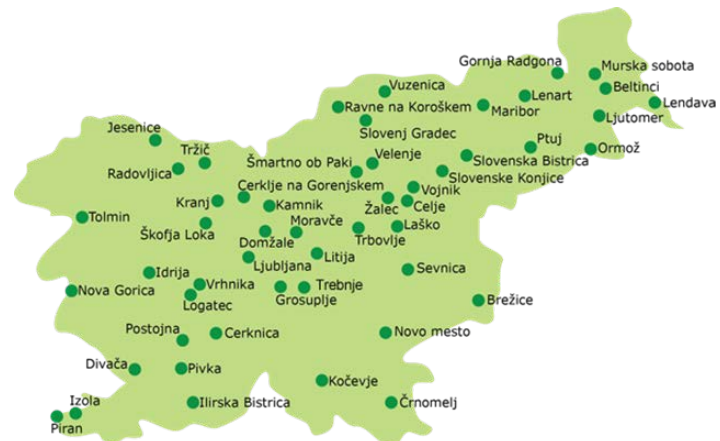 Gornja Radgona
Murska sobota
Vuzenica
Beltinci
Lenart
Lendava
Ravne na Koroškem
Maribor
Ljutomer
Slovenj Gradec
Jesenice
Ptuj
Ormož
Tržič
Šmartno ob Paki
Velenje
Slovenska Bistrica
Radovljica
Slovenske Konjice
Cerklje na Gorenjskem
Vojnik
Kranj
Kamnik
Žalec
Celje
Tolmin
Moravče
Škofja Loka
Laško
Domžale
Trbovlje
Ljubljana
Litija
Sevnica
Idrija
Vrhnika
Trebnje
Nova Gorica
Logatec
Grosuplje
Brežice
Postojna
Cerknica
Novo mesto
Divača
Pivka
Kočevje
Izola
Ilirska Bistrica
Črnomelj
Piran